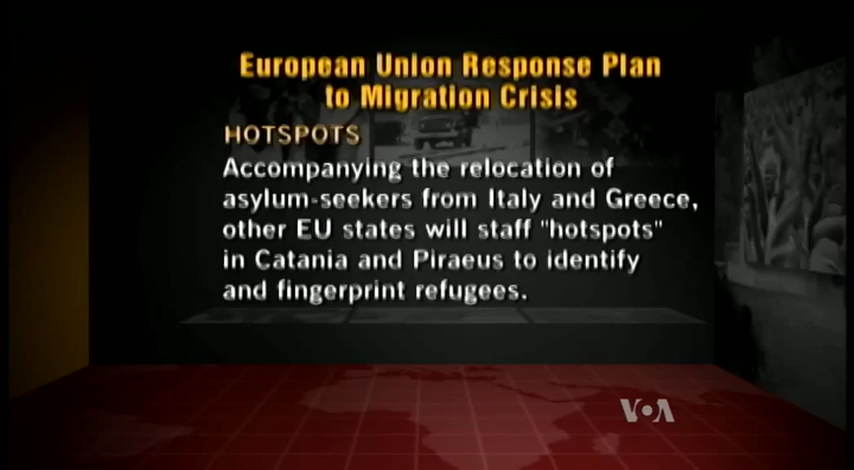 European Union Response Plan
to Migration Crisis
HOTSPOTS
Accompanying the relocation of
asylum-seekers from Italy and Greece,
other EU states will staff "hotspots"
in Catania and Piraeus to identify
and fingerprint refugees.
VOA